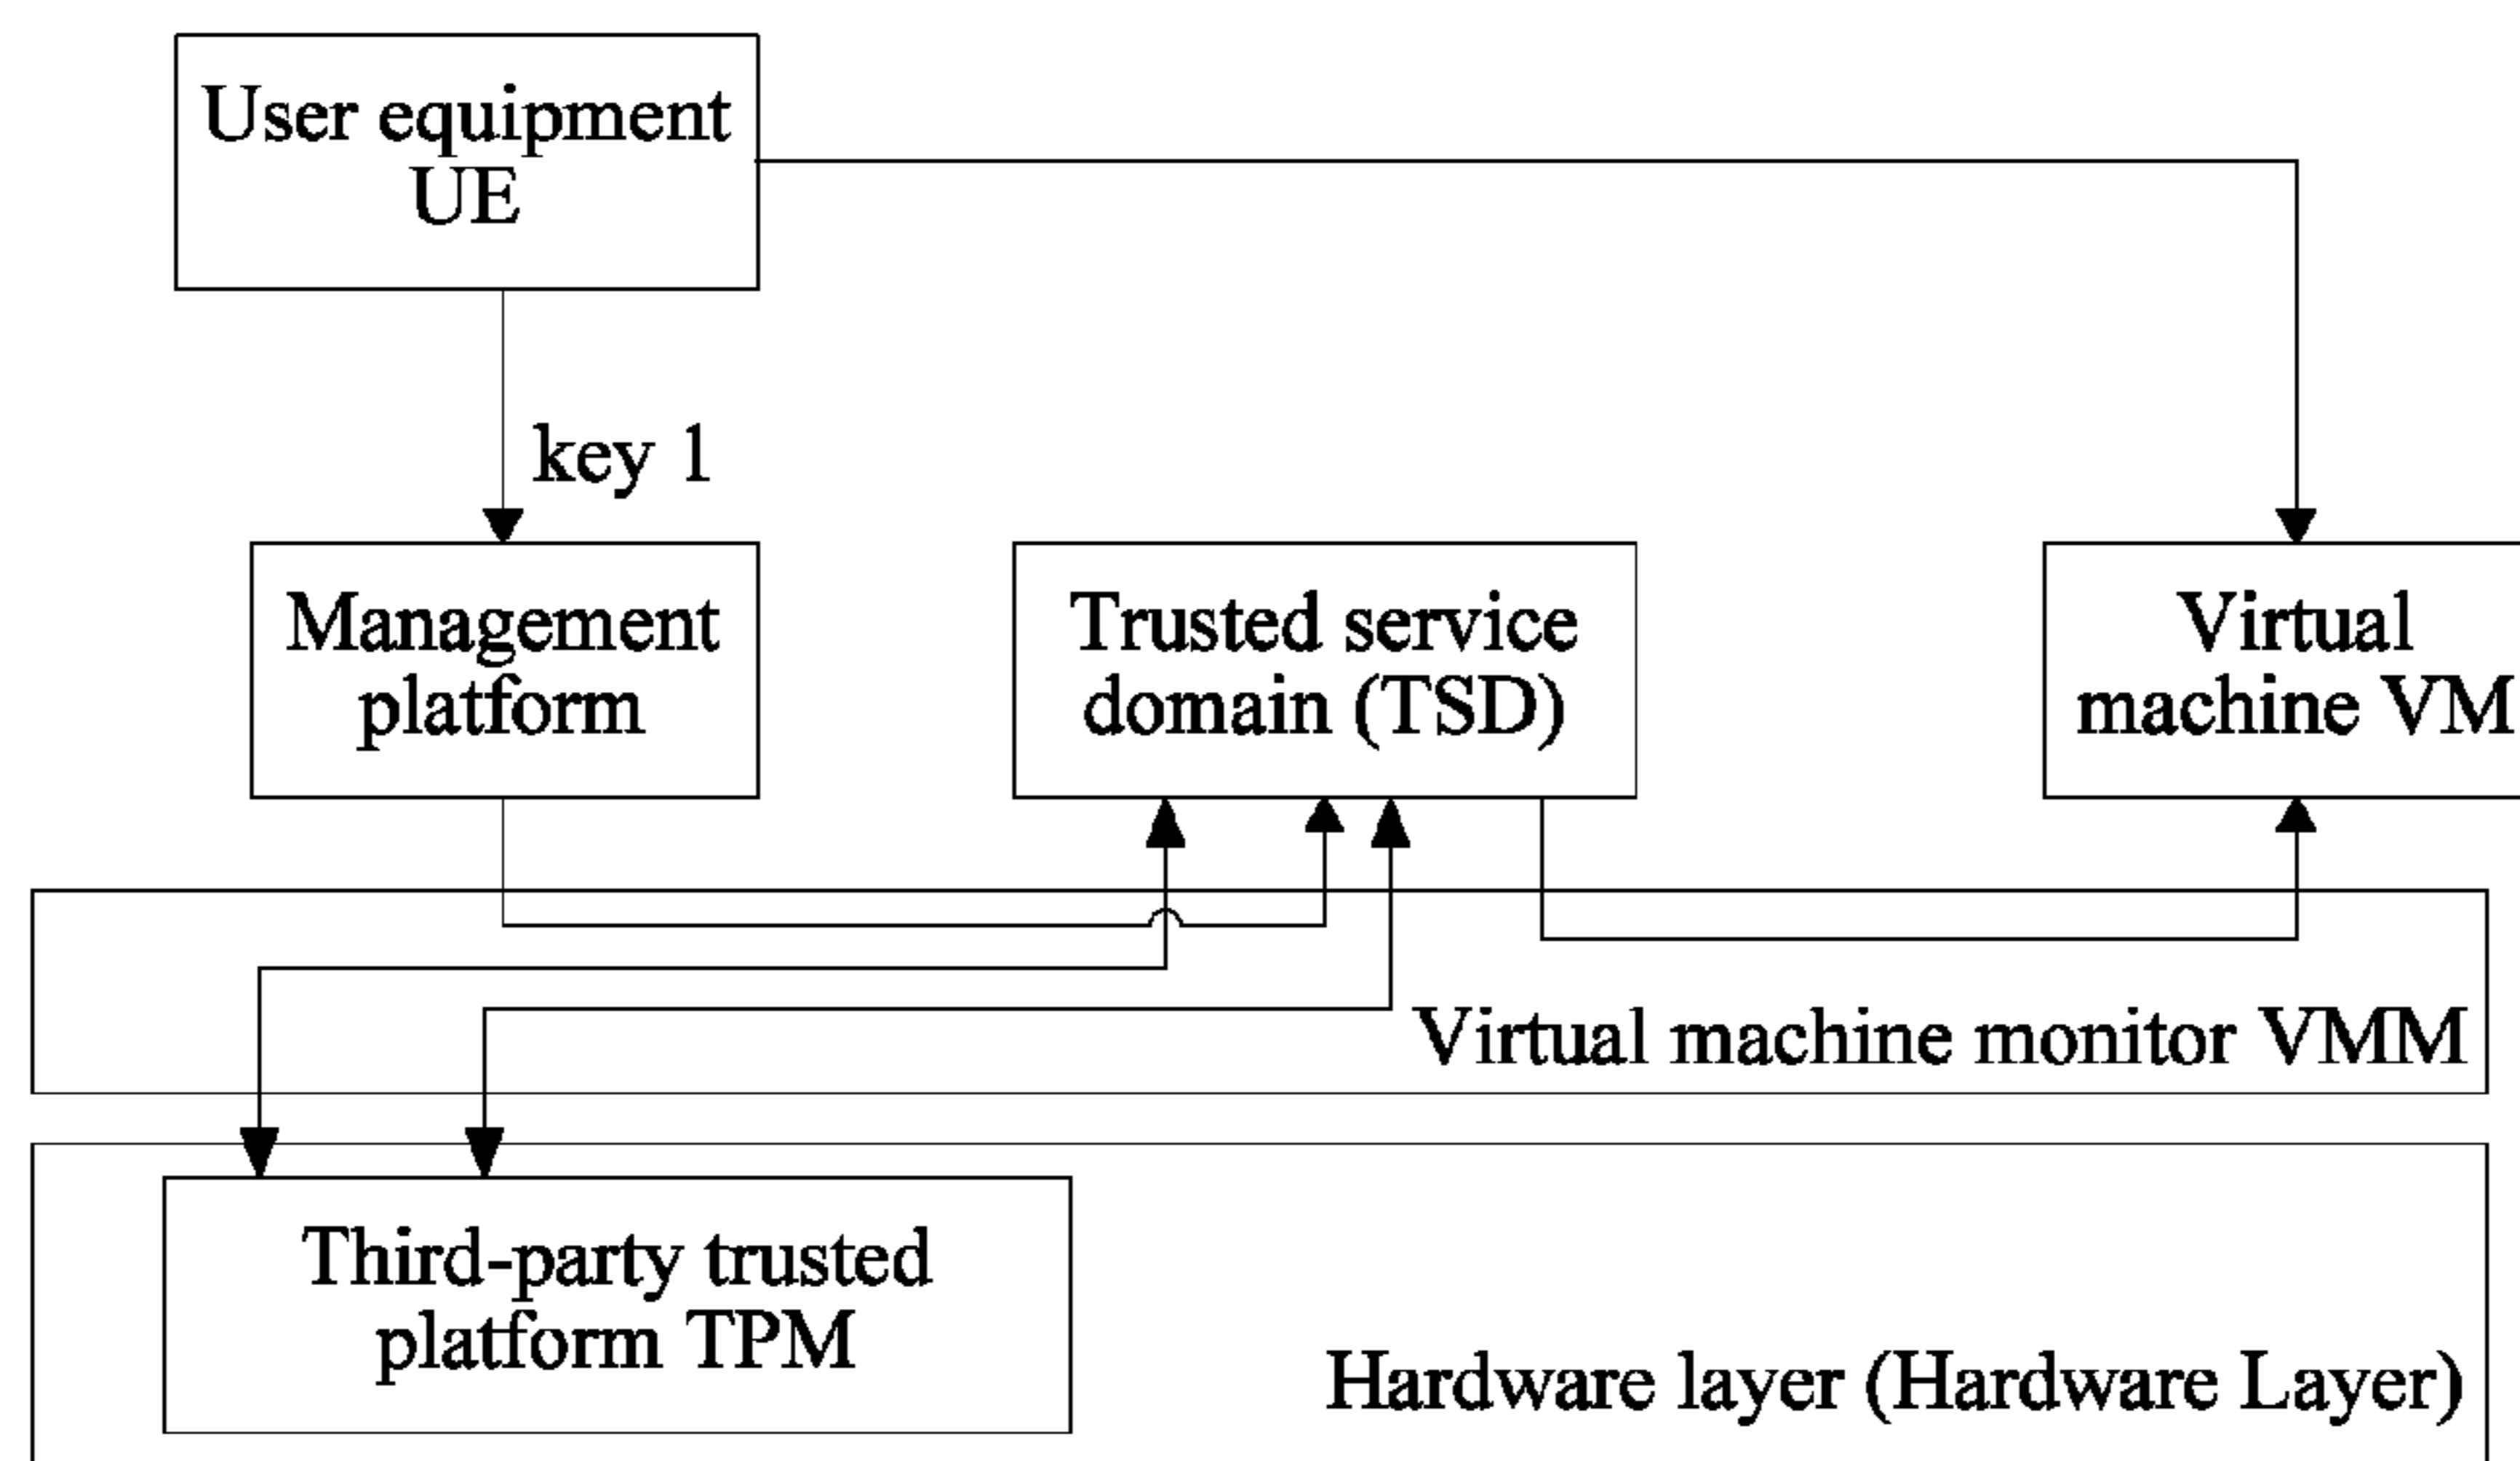 User equipment
UE
key 1
Management
platform
Trusted service
domain (TSD)
Virtual
machine VM
Virtual machine monitor VMM
Third-party trusted
platform TPM
Hardware layer (Hardware Layer)